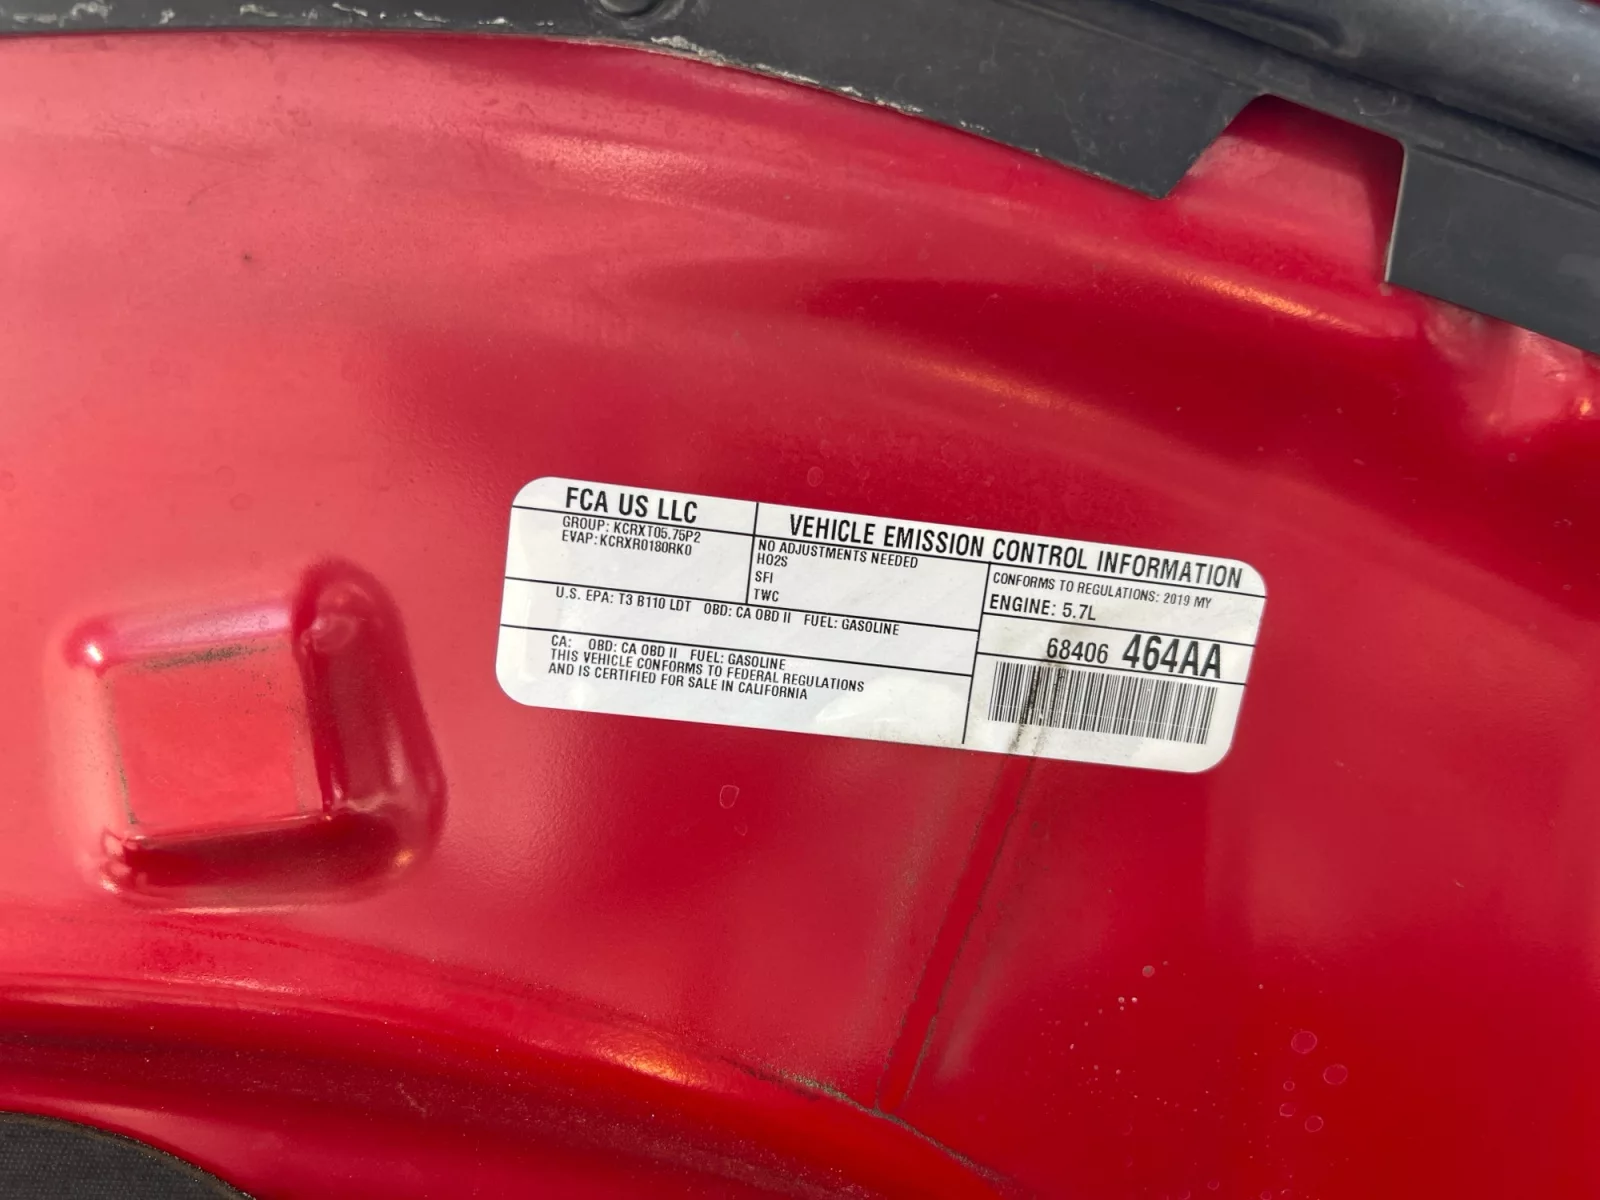 FCA US LLC
GROUP: KCRXT05.75P2
EVAP: KCRXR0180RK0
VEHICLE EMISSION CONTROL INFORMATION
NO ADJUSTMENTS NEEDED
HO2S
SFI
TWC
CONFORMS TO REGULATIONS: 2019 MY
ENGINE: 5.7L
U.S. EPA: T3 B110 LDT OBD: CA OBD II FUEL: GASOLINE
CA: OBD: CA OBD II FUEL: GASOLINE
THIS VEHICLE CONFORMS TO FEDERAL REGULATIONS
AND IS CERTIFIED FOR SALE IN CALIFORNIA
68406 464AA